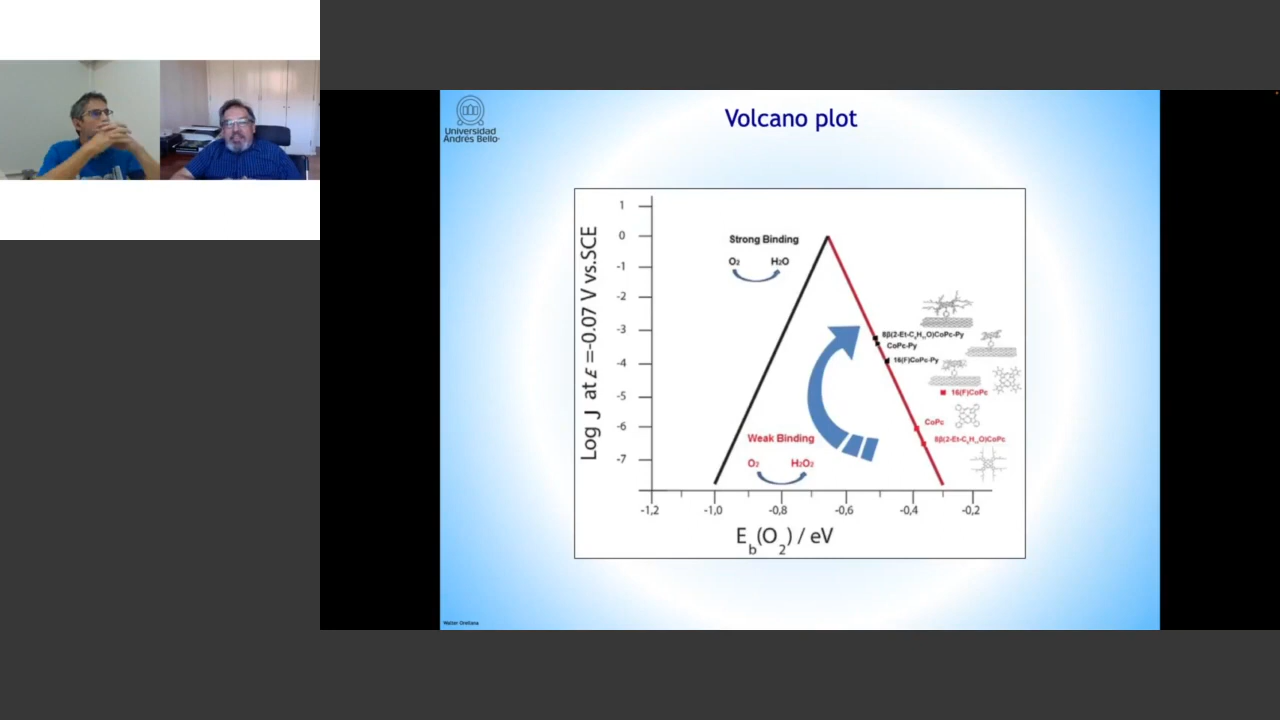 Universidad
Andrés Bello
Volcano plot
Log J at E =-0.07 V vs.SCE
1
0
-1
-2
-3
-4
-5
-6
-7
Strong Binding
O₂ H₂O
8β(2-Et-C₆H₁₂O)CoPc-Py
CoPc-Py
16(F)CoPc-Py
16(F)CoPc
CoPc
Weak Binding
8β(2-Et-C₆H₁₂O)CoPc
O₂ H₂O₂
-1,2 -1,0 -0,8 -0,6 -0,4 -0,2
E_b(O₂) / eV
Walter Orellana